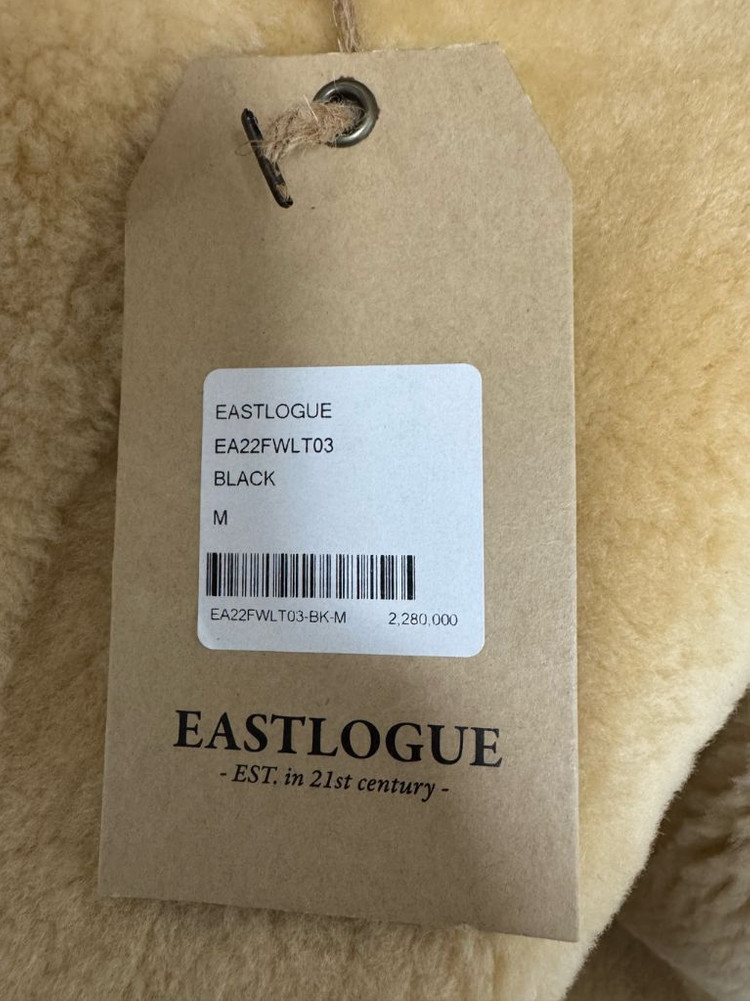 EASTLOGUE
EA22FWLT03
BLACK
M
EA22FWLT03-BK-M 2,280,000
EASTLOGUE
- EST. in 21st century -